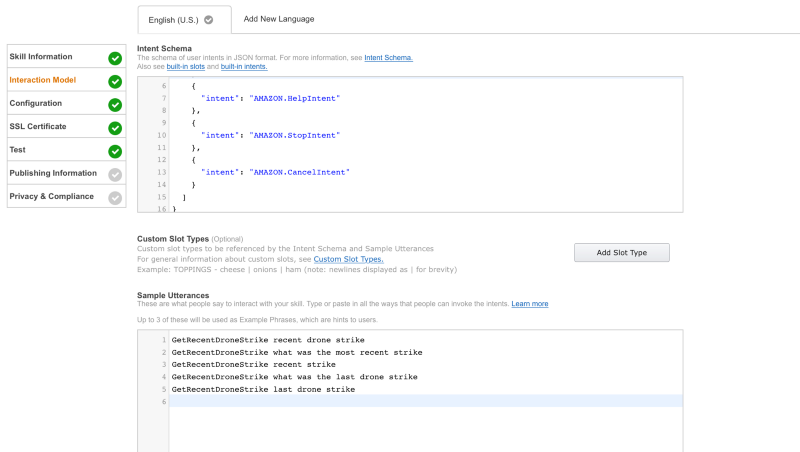 English (U.S.)
Add New Language
Skill Information
Interaction Model
Configuration
SSL Certificate
Test
Publishing Information
Privacy & Compliance
Intent Schema
The schema of user intents in JSON format. For more information, see Intent Schema.
Also see built-in slots and built-in intents.
6 {
7 "intent": "AMAZON.HelpIntent"
8 },
9 {
10 "intent": "AMAZON.StopIntent"
11 },
12 {
13 "intent": "AMAZON.CancelIntent"
14 }
15 ]
16 }
Custom Slot Types (Optional)
Custom slot types to be referenced by the Intent Schema and Sample Utterances
For general information about custom slots, see Custom Slot Types.
Example: TOPPINGS - cheese | onions | ham (note: newlines displayed as | for brevity)
Add Slot Type
Sample Utterances
These are what people say to interact with your skill. Type or paste in all the ways that people can invoke the intents. Learn more
Up to 3 of these will be used as Example Phrases, which are hints to users.
1 GetRecentDroneStrike recent drone strike
2 GetRecentDroneStrike what was the most recent strike
3 GetRecentDroneStrike recent strike
4 GetRecentDroneStrike what was the last drone strike
5 GetRecentDroneStrike last drone strike
6